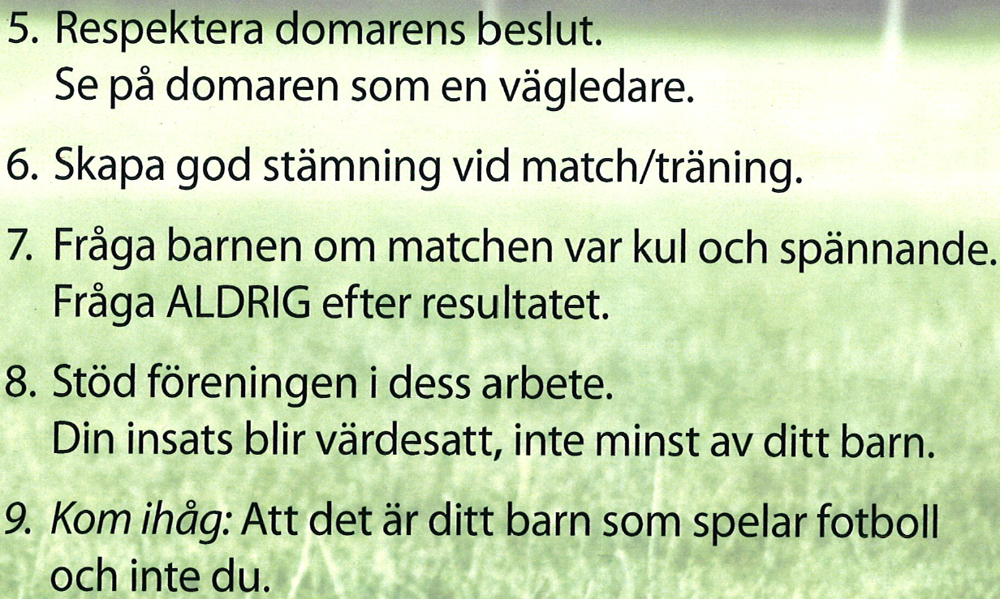 5. Respektera domarens beslut.
Se på domaren som en vägledare.
6. Skapa god stämning vid match/träning.
7. Fråga barnen om matchen var kul och spännande.
Fråga ALDRIG efter resultatet.
8. Stöd föreningen i dess arbete.
Din insats blir värdesatt, inte minst av ditt barn.
9. Kom ihåg: Att det är ditt barn som spelar fotboll
och inte du.